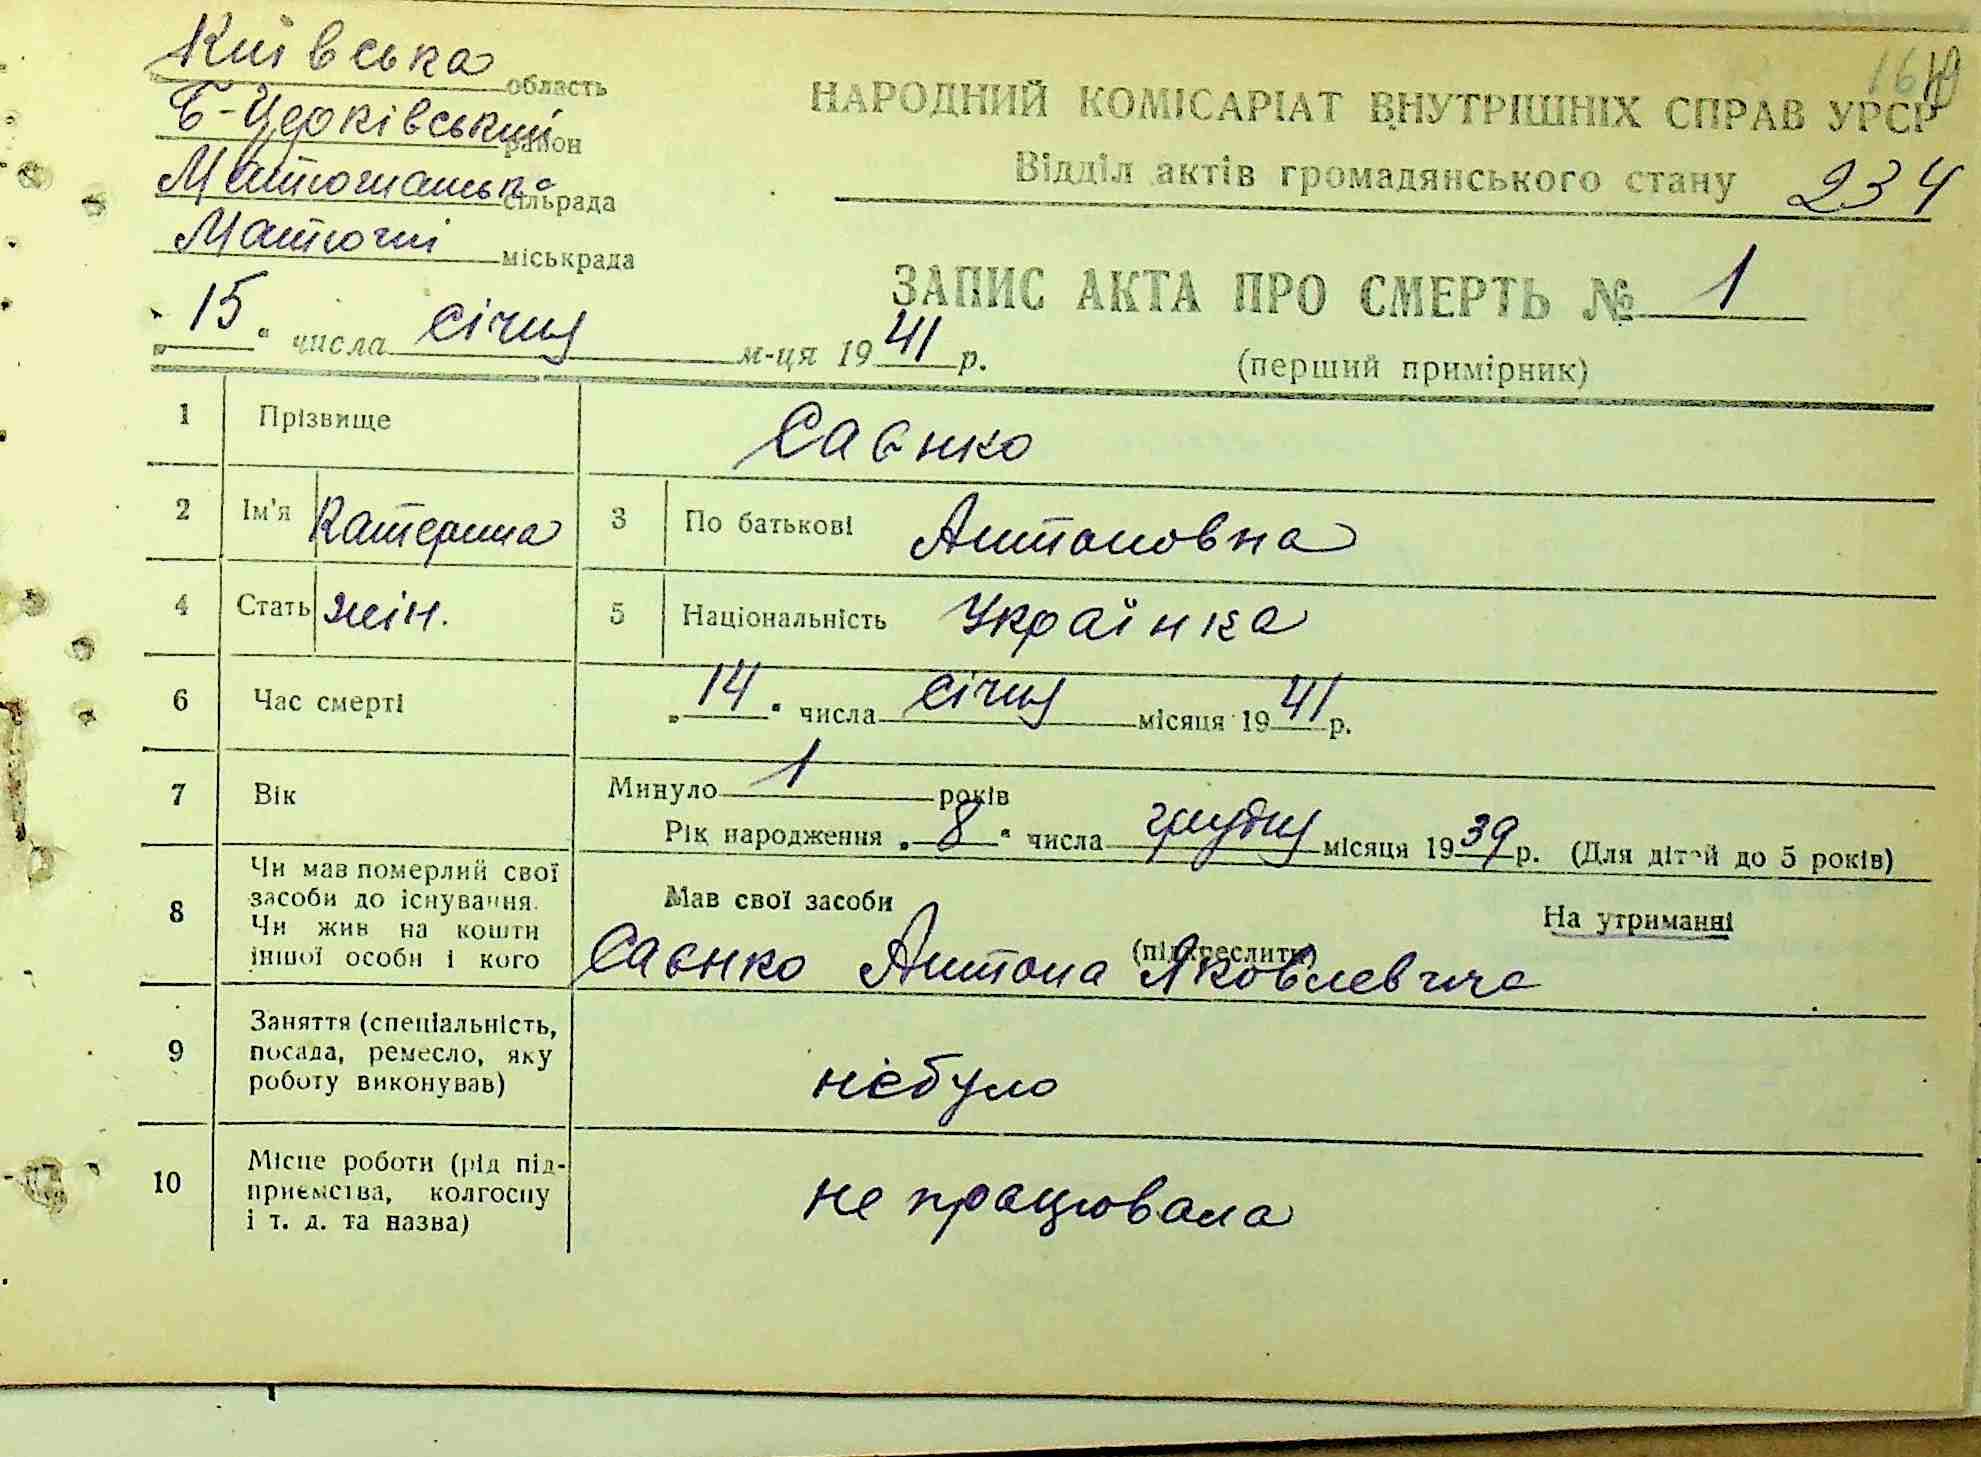 Київська область
Б-Церківський район
НАРОДНИЙ КОМІСАРІАТ ВНУТРІШНІХ СПРАВ УРСР
Матюшанська сільрада
Відділ актів громадянського стану 234
Матюші міськрада
ЗАПИС АКТА ПРО СМЕРТЬ № 1
„15“ числа січня м-ця 1941 р.
(перший примірник)
1 Прізвище Саєнко
2 Ім'я Катерина 3 По батькові Антоновна
4 Стать жін. 5 Національність Українка
6 Час смерті „14“ числа січня місяця 1941 р.
7 Вік Минуло 1 років
Рік народження „8“ числа грудня місяця 1939 р. (Для дітей до 5 років)
8 Чи мав померлий свої
засоби до існування.
Чи жив на кошти
іншої особи і кого
Мав свої засоби На утриманні
(підкреслити)
Саєнко Антона Яковлевича
9 Заняття (спеціальність,
посада, ремесло, яку
роботу виконував)
нєбуло
10 Місце роботи (рід під-
приємства, колгоспу
і т. д. та назва)
не працювала